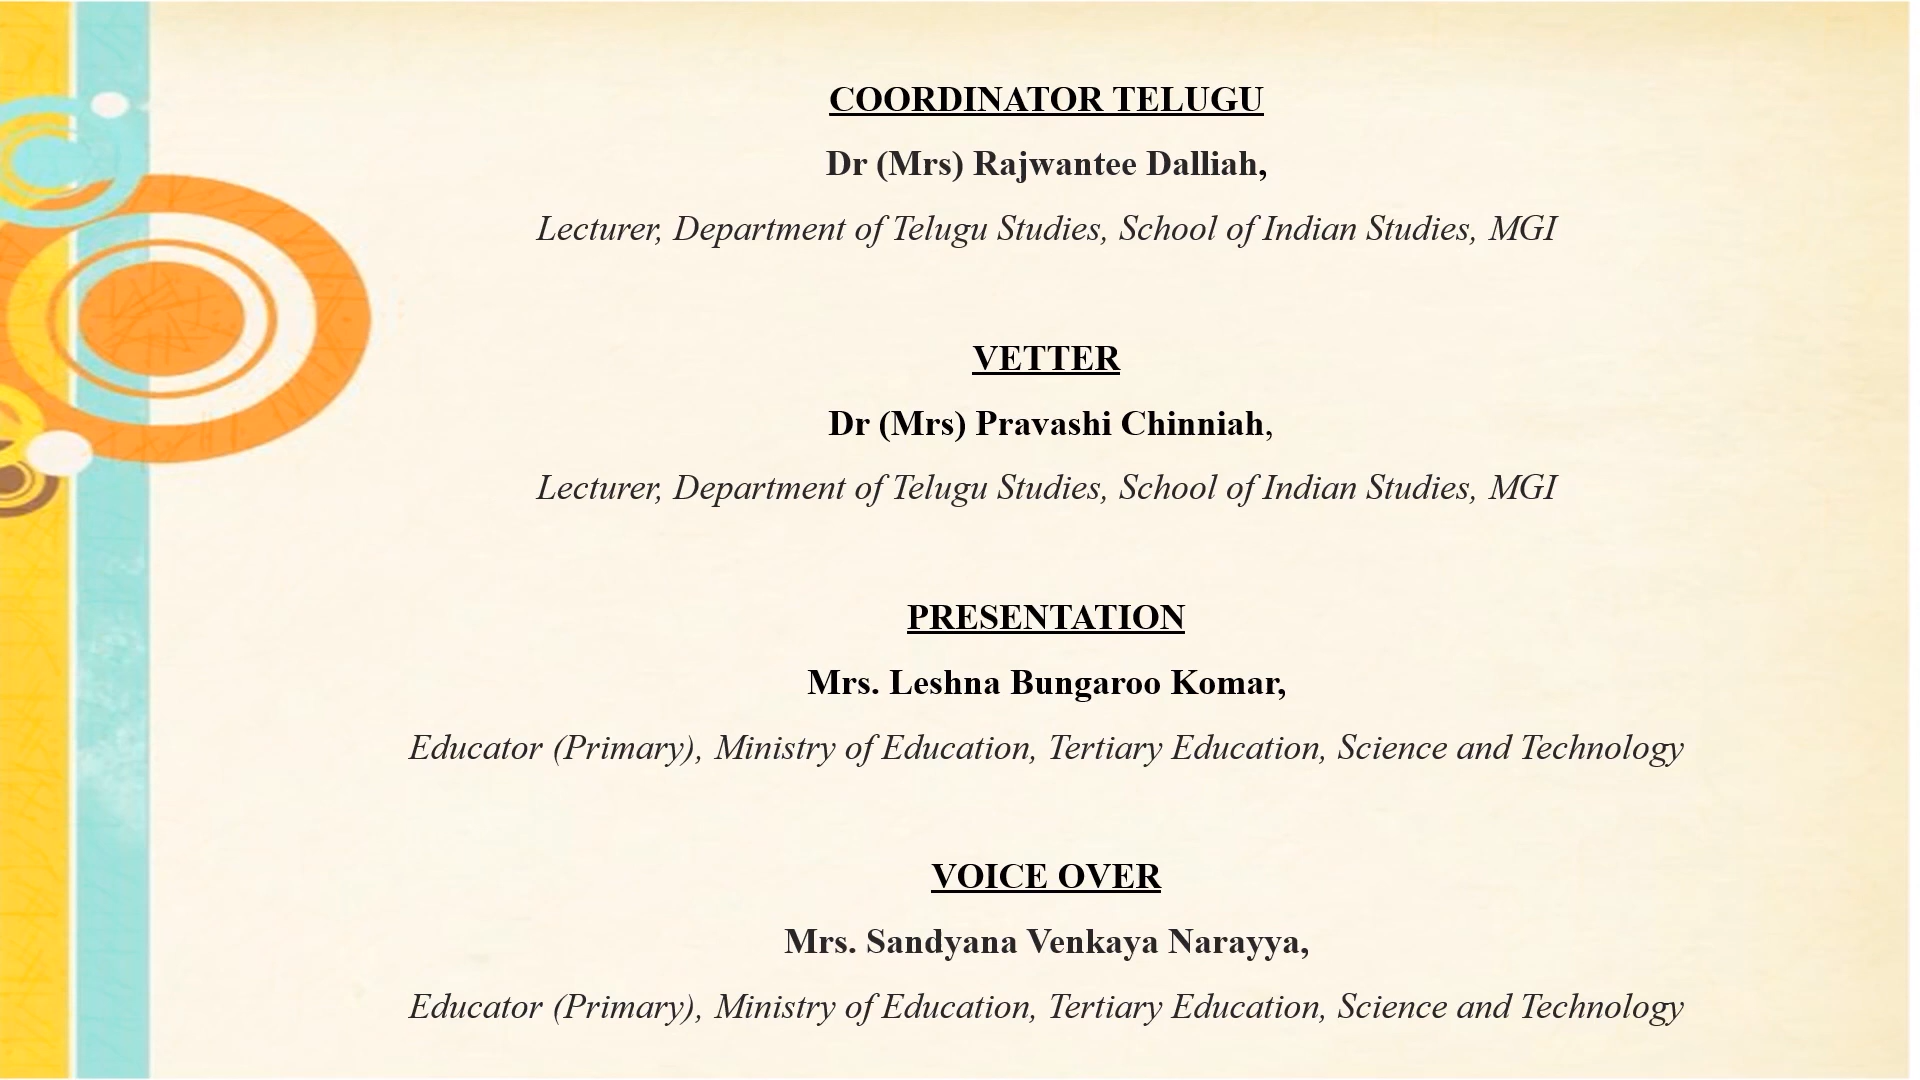 COORDINATOR TELUGU
Dr (Mrs) Rajwantee Dalliah,
Lecturer, Department of Telugu Studies, School of Indian Studies, MGI
VETTER
Dr (Mrs) Pravashi Chinniah,
Lecturer, Department of Telugu Studies, School of Indian Studies, MGI
PRESENTATION
Mrs. Leshna Bungaroo Komar,
Educator (Primary), Ministry of Education, Tertiary Education, Science and Technology
VOICE OVER
Mrs. Sandyana Venkaya Narayya,
Educator (Primary), Ministry of Education, Tertiary Education, Science and Technology